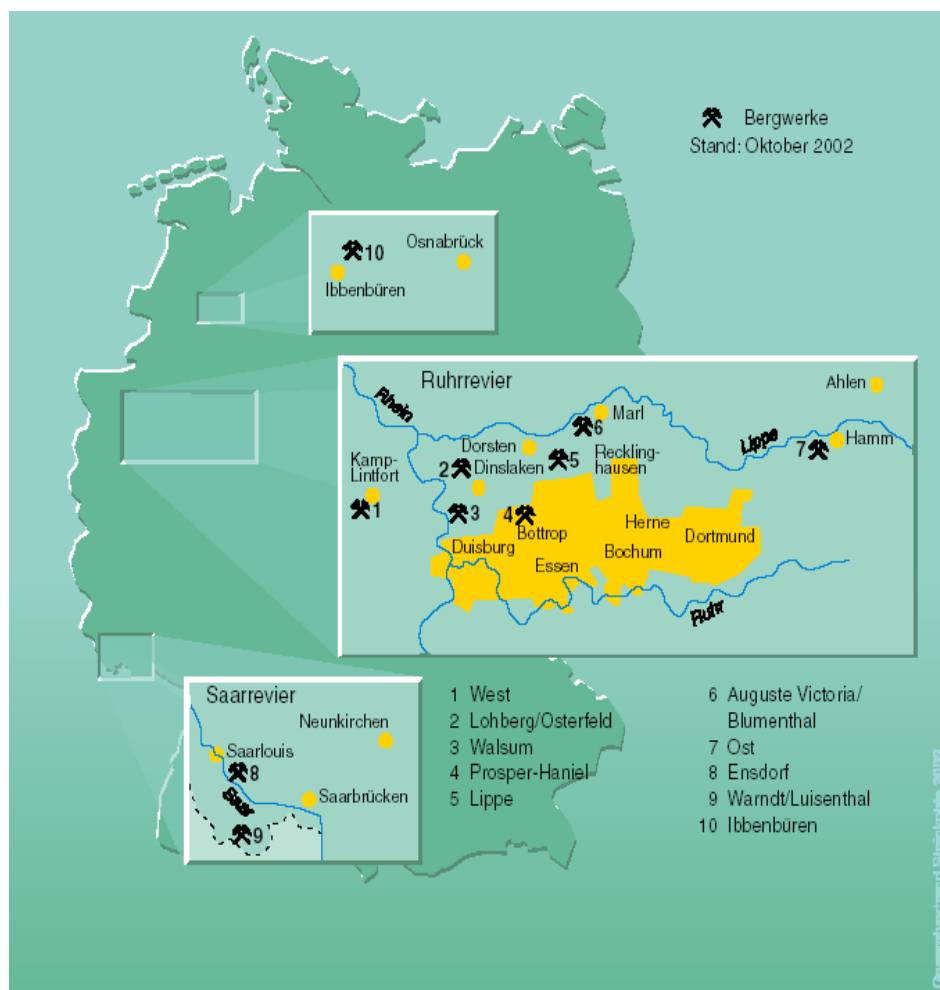 Bergwerke
Stand: Oktober 2002
10
Osnabrück
Ibbenbüren
Ruhrrevier
Rhein
Ahlen
Marl
6
Lippe
7
Hamm
Dorsten
Kamp-
Lintfort
2
Dinslaken
5
Reckling-
hausen
1
3
4
Bottrop
Herne
Dortmund
Duisburg
Essen
Bochum
Ruhr
Saarrevier
Neunkirchen
Saarlouis
8
Saar
Saarbrücken
9
1 West
2 Lohberg/Osterfeld
3 Walsum
4 Prosper-Haniel
5 Lippe
6 Auguste Victoria/
Blumenthal
7 Ost
8 Ensdorf
9 Warndt/Luisenthal
10 Ibbenbüren